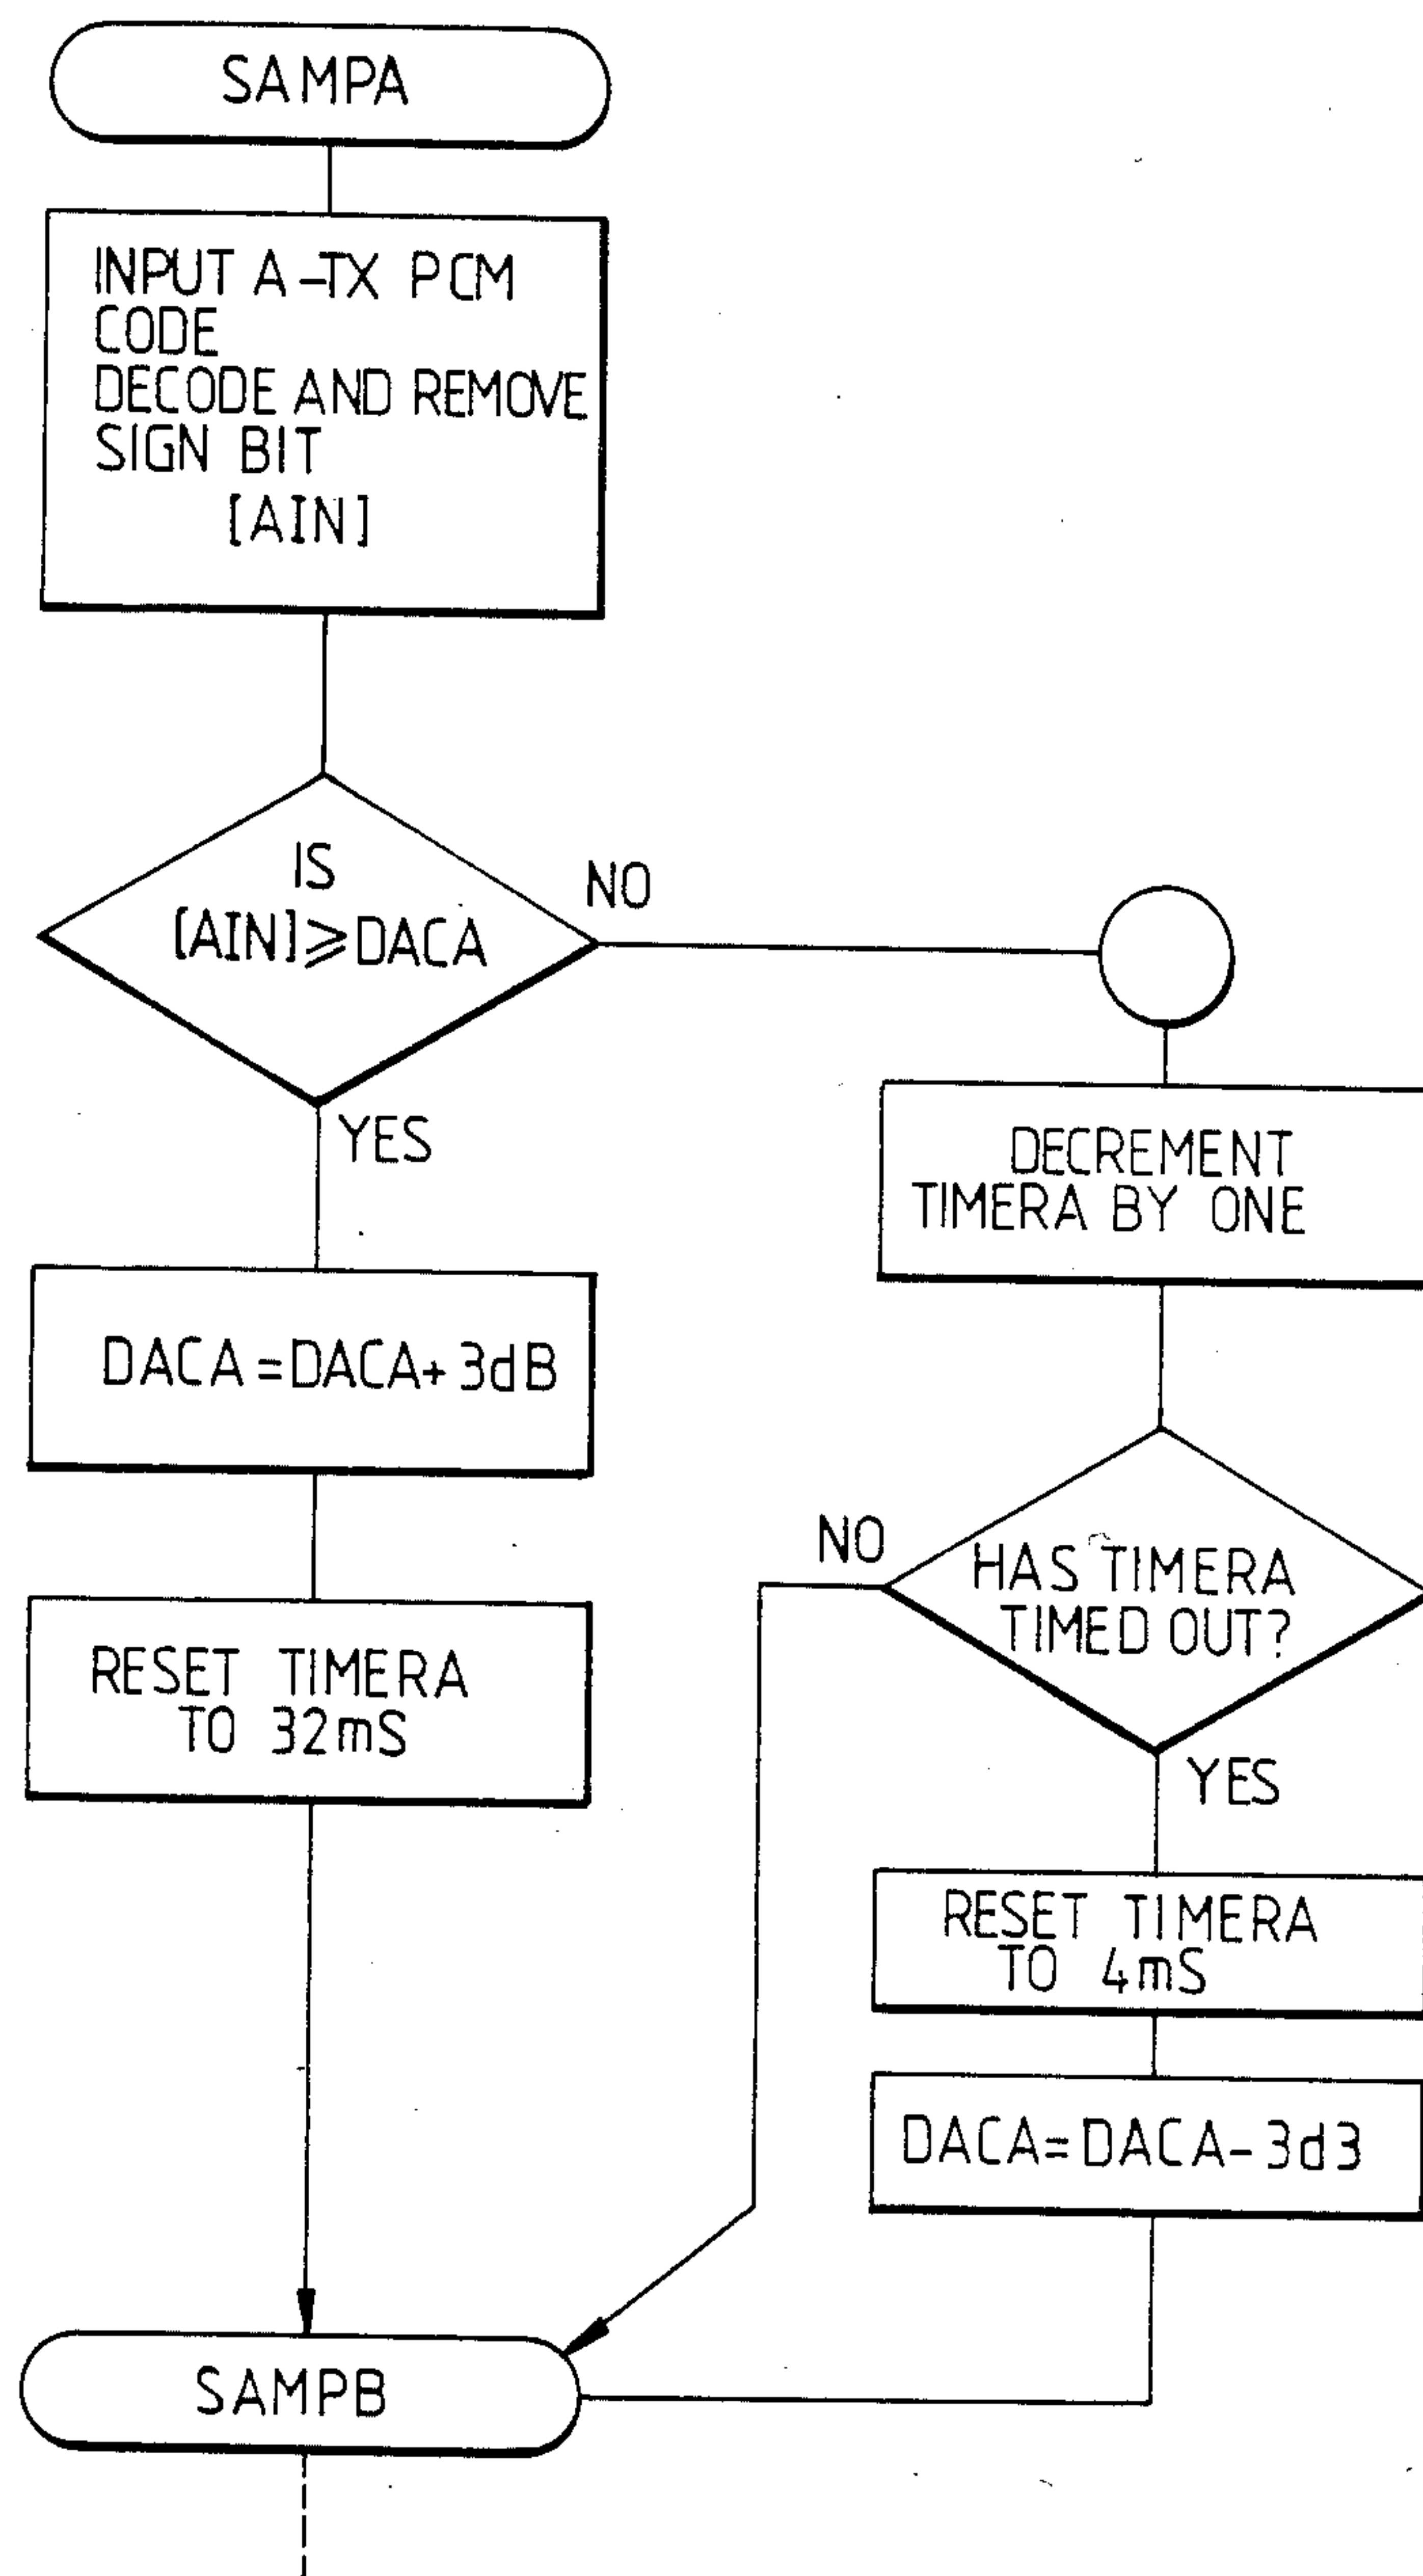 SAMPA
INPUT A-TX PCM
CODE
DECODE AND REMOVE
SIGN BIT
[AIN]
IS
[AIN]⩾DACA
NO
YES
DACA=DACA+3dB
RESET TIMERA
TO 32mS
DECREMENT
TIMERA BY ONE
NO
HAS TIMERA
TIMED OUT?
YES
RESET TIMERA
TO 4mS
DACA=DACA-3d3
SAMPB